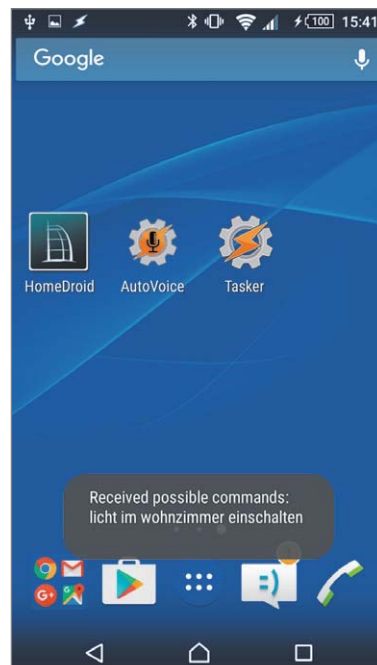 100 15:41
Google
HomeDroid AutoVoice Tasker
Received possible commands:
licht im wohnzimmer einschalten
G+